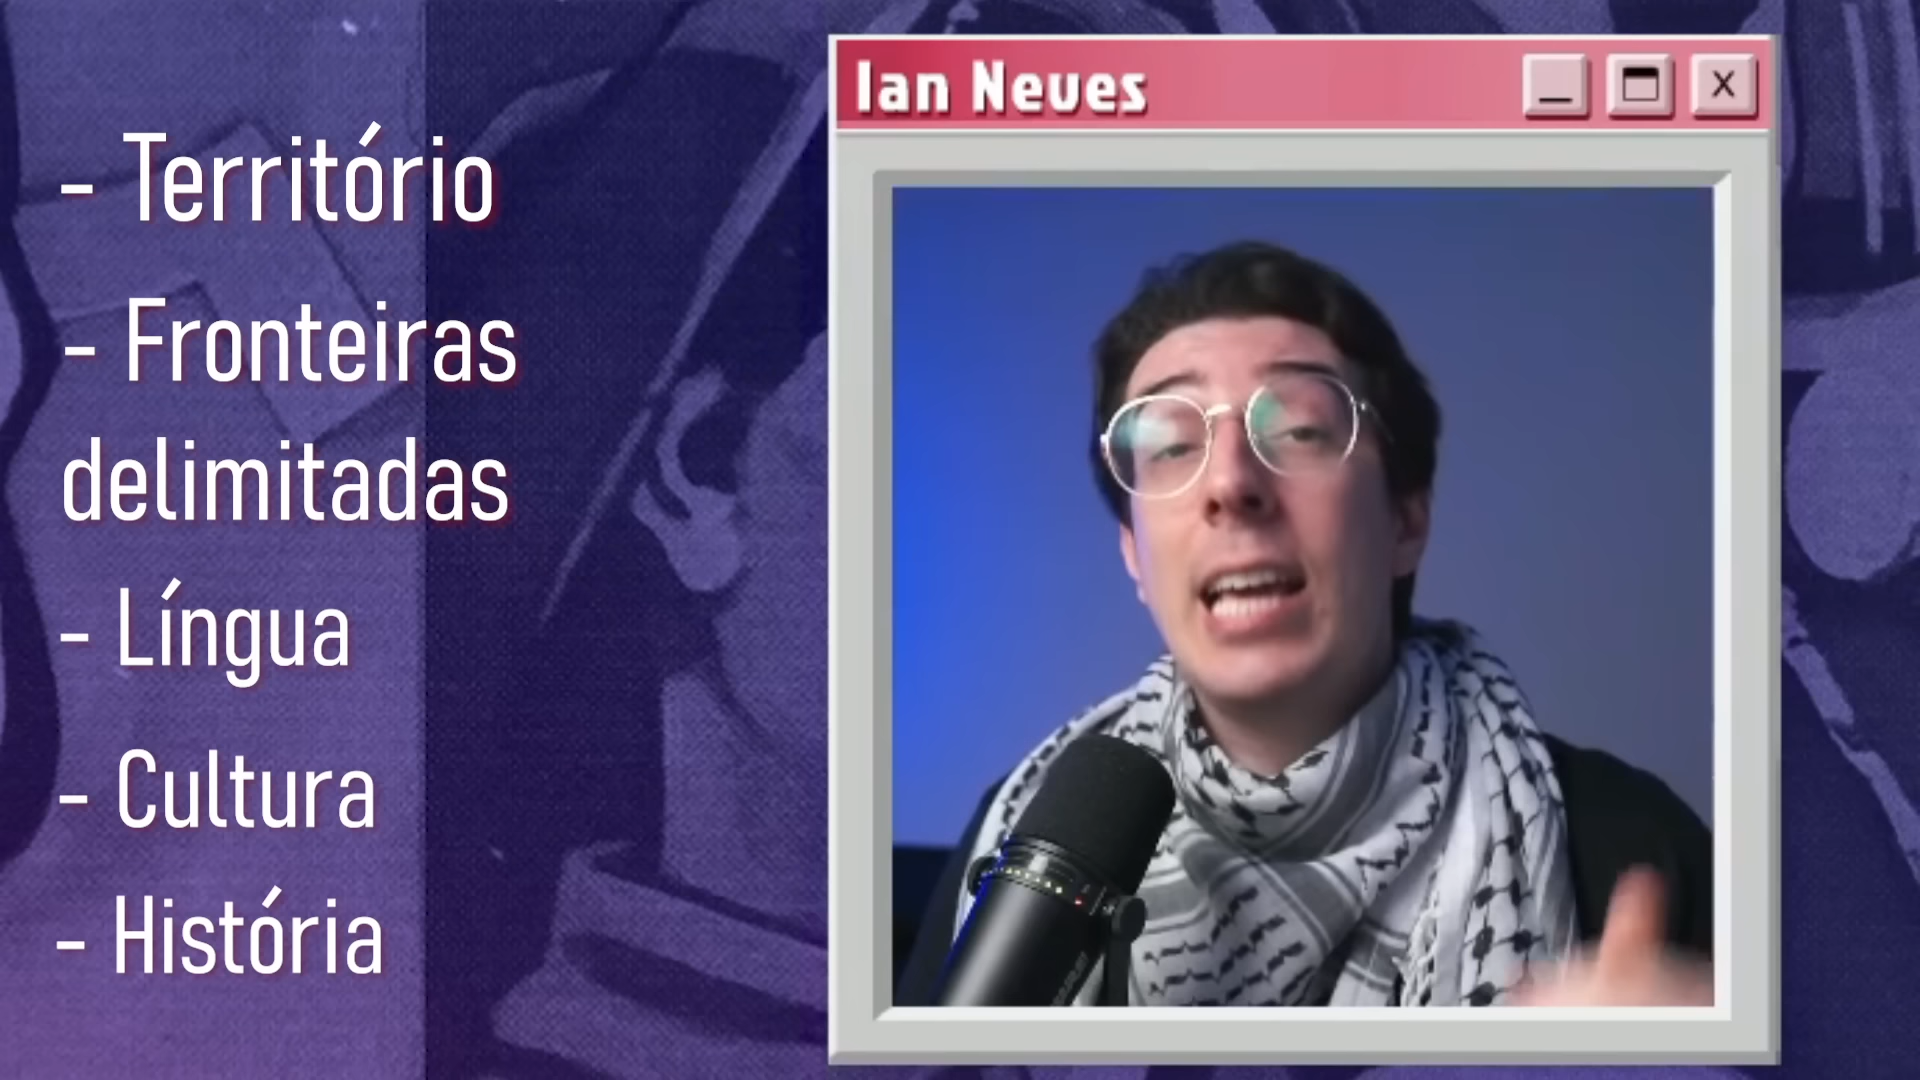 - Território
- Fronteiras
delimitadas
- Língua
- Cultura
- História
Ian Neves